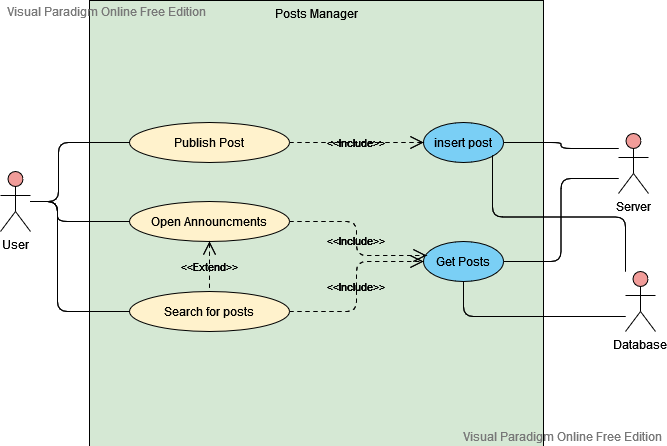 Visual Paradigm Online Free Edition
Posts Manager
Publish Post
<<Include>>
insert post
Server
User
Open Announcments
<<Include>>
Get Posts
<<Extend>>
<<Include>>
Search for posts
Database
Visual Paradigm Online Free Edition